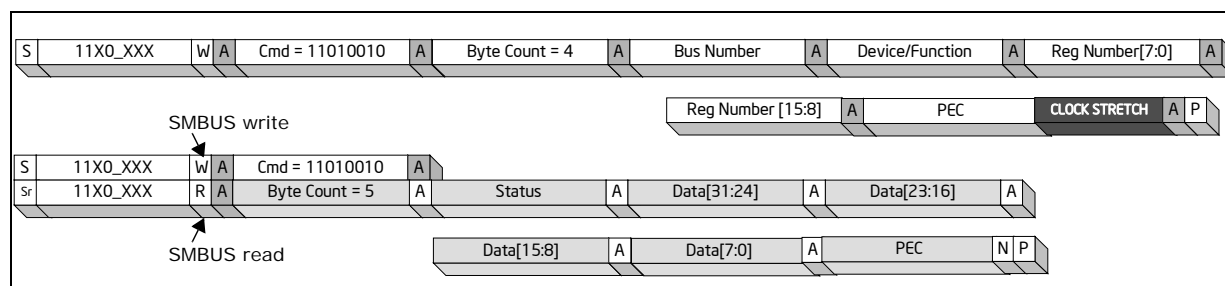 S 11X0_XXX W A Cmd = 11010010 A Byte Count = 4 A Bus Number A Device/Function A Reg Number[7:0] A
Reg Number [15:8] A PEC CLOCK STRETCH A P
SMBUS write
S 11X0_XXX W A Cmd = 11010010 A
Sr 11X0_XXX R A Byte Count = 5 A Status A Data[31:24] A Data[23:16] A
SMBUS read
Data[15:8] A Data[7:0] A PEC N P